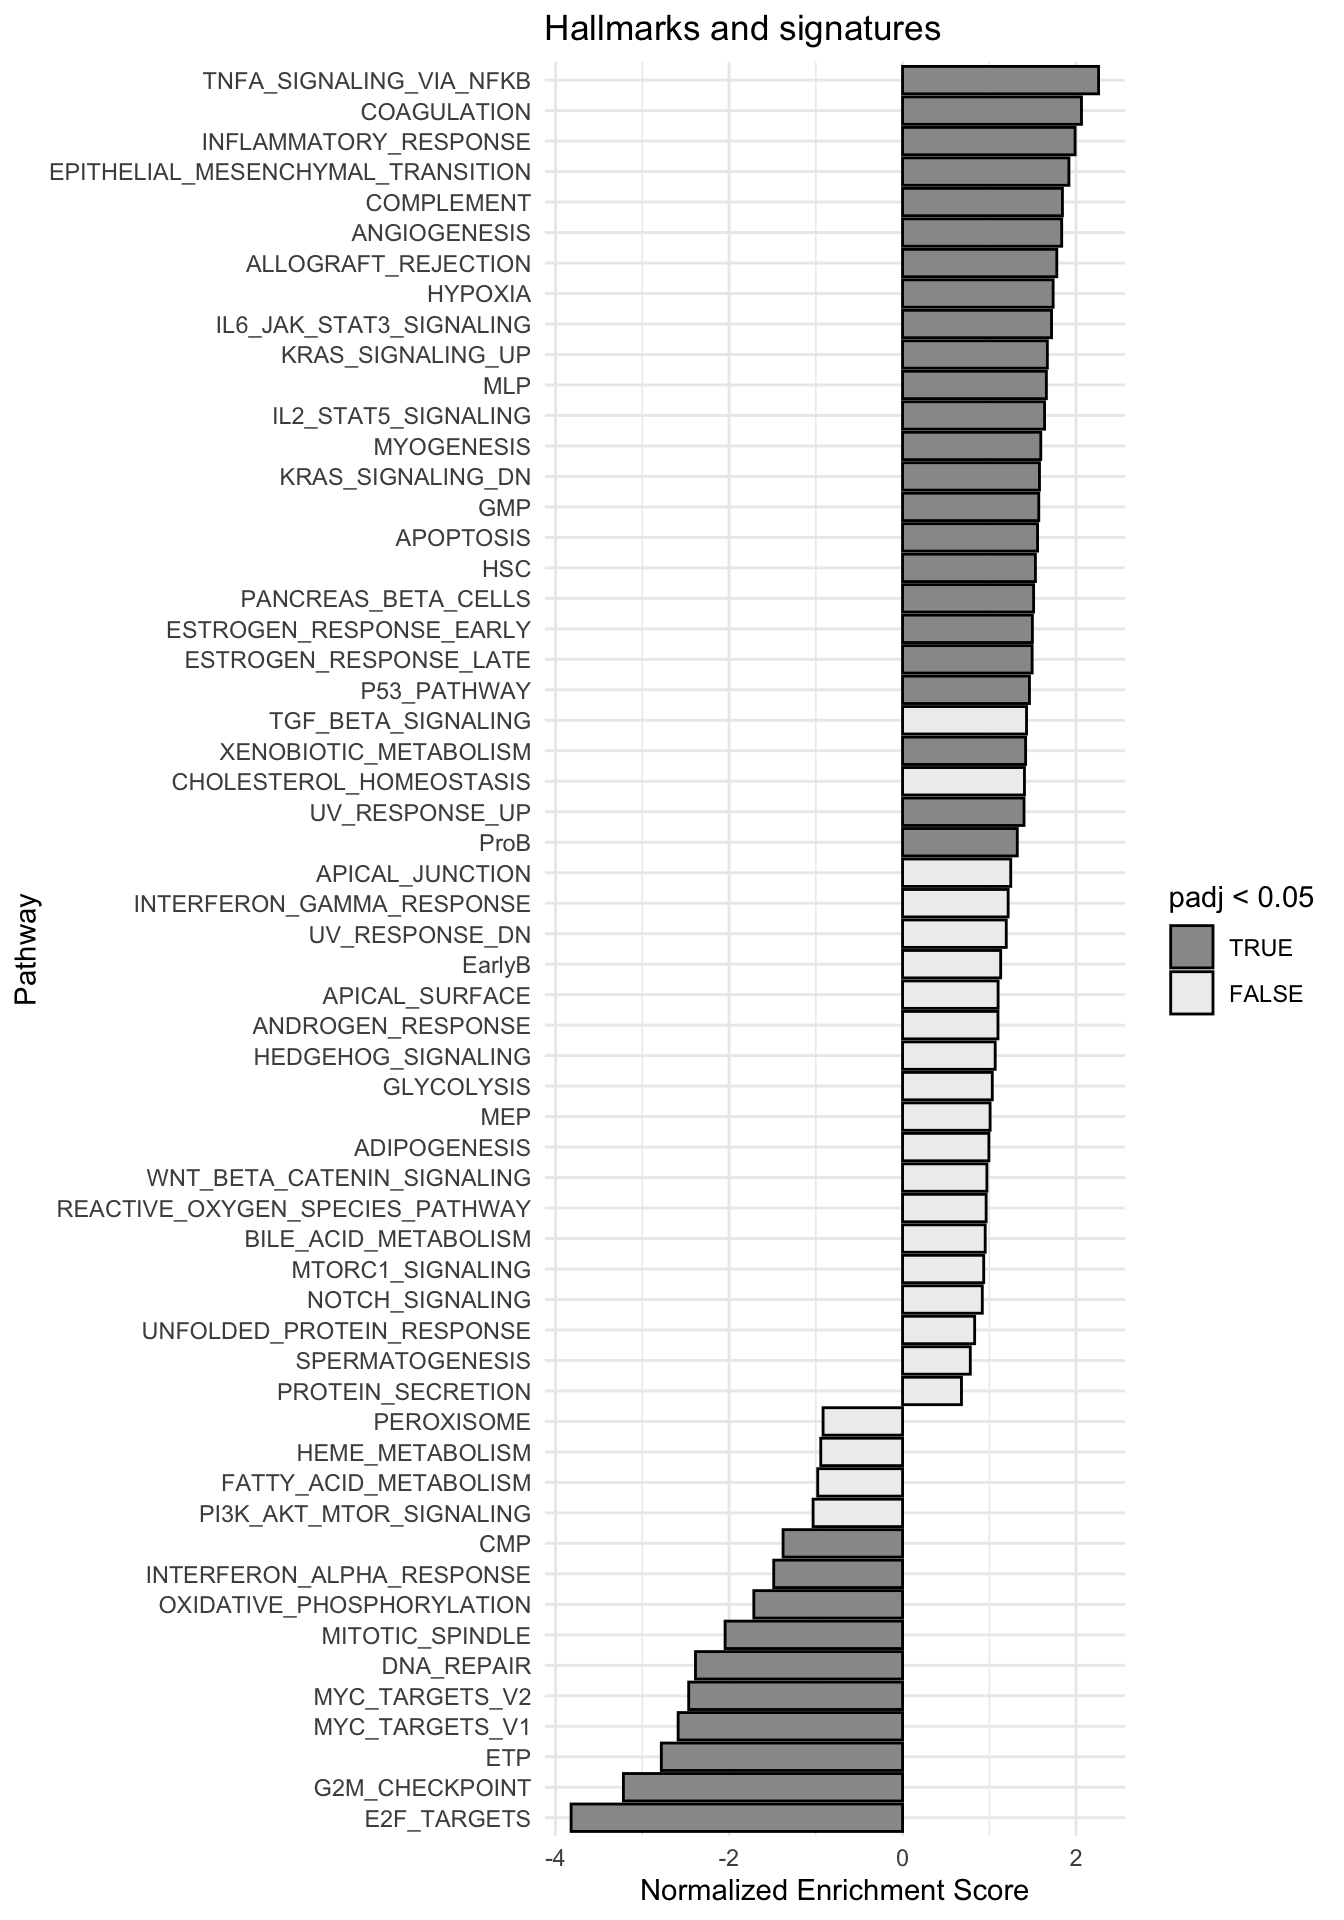 Hallmarks and signatures
TNFA_SIGNALING_VIA_NFKB
COAGULATION
INFLAMMATORY_RESPONSE
EPITHELIAL_MESENCHYMAL_TRANSITION
COMPLEMENT
ANGIOGENESIS
ALLOGRAFT_REJECTION
HYPOXIA
IL6_JAK_STAT3_SIGNALING
KRAS_SIGNALING_UP
MLP
IL2_STAT5_SIGNALING
MYOGENESIS
KRAS_SIGNALING_DN
GMP
APOPTOSIS
HSC
PANCREAS_BETA_CELLS
ESTROGEN_RESPONSE_EARLY
ESTROGEN_RESPONSE_LATE
P53_PATHWAY
TGF_BETA_SIGNALING
XENOBIOTIC_METABOLISM
CHOLESTEROL_HOMEOSTASIS
UV_RESPONSE_UP
ProB
APICAL_JUNCTION
INTERFERON_GAMMA_RESPONSE
UV_RESPONSE_DN
EarlyB
APICAL_SURFACE
ANDROGEN_RESPONSE
HEDGEHOG_SIGNALING
GLYCOLYSIS
MEP
ADIPOGENESIS
WNT_BETA_CATENIN_SIGNALING
REACTIVE_OXYGEN_SPECIES_PATHWAY
BILE_ACID_METABOLISM
MTORC1_SIGNALING
NOTCH_SIGNALING
UNFOLDED_PROTEIN_RESPONSE
SPERMATOGENESIS
PROTEIN_SECRETION
PEROXISOME
HEME_METABOLISM
FATTY_ACID_METABOLISM
PI3K_AKT_MTOR_SIGNALING
CMP
INTERFERON_ALPHA_RESPONSE
OXIDATIVE_PHOSPHORYLATION
MITOTIC_SPINDLE
DNA_REPAIR
MYC_TARGETS_V2
MYC_TARGETS_V1
ETP
G2M_CHECKPOINT
E2F_TARGETS
-4 -2 0 2
Normalized Enrichment Score
Pathway
padj < 0.05
TRUE
FALSE